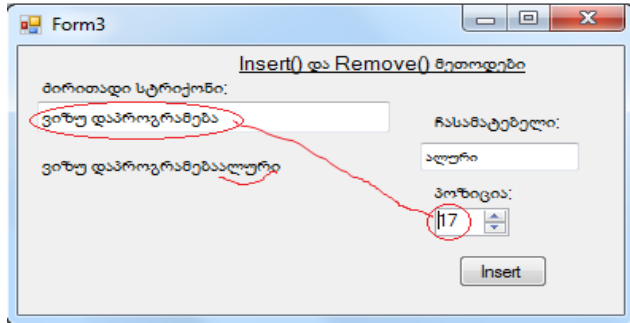 Form3
Insert() და Remove() მეთოდები
ძირითადი სტრიქონი:
ვიზუ დაპროგრამება
ჩასამატებელი:
ვიზუ დაპროგრამებაალური
ალური
პოზიცია:
17
Insert